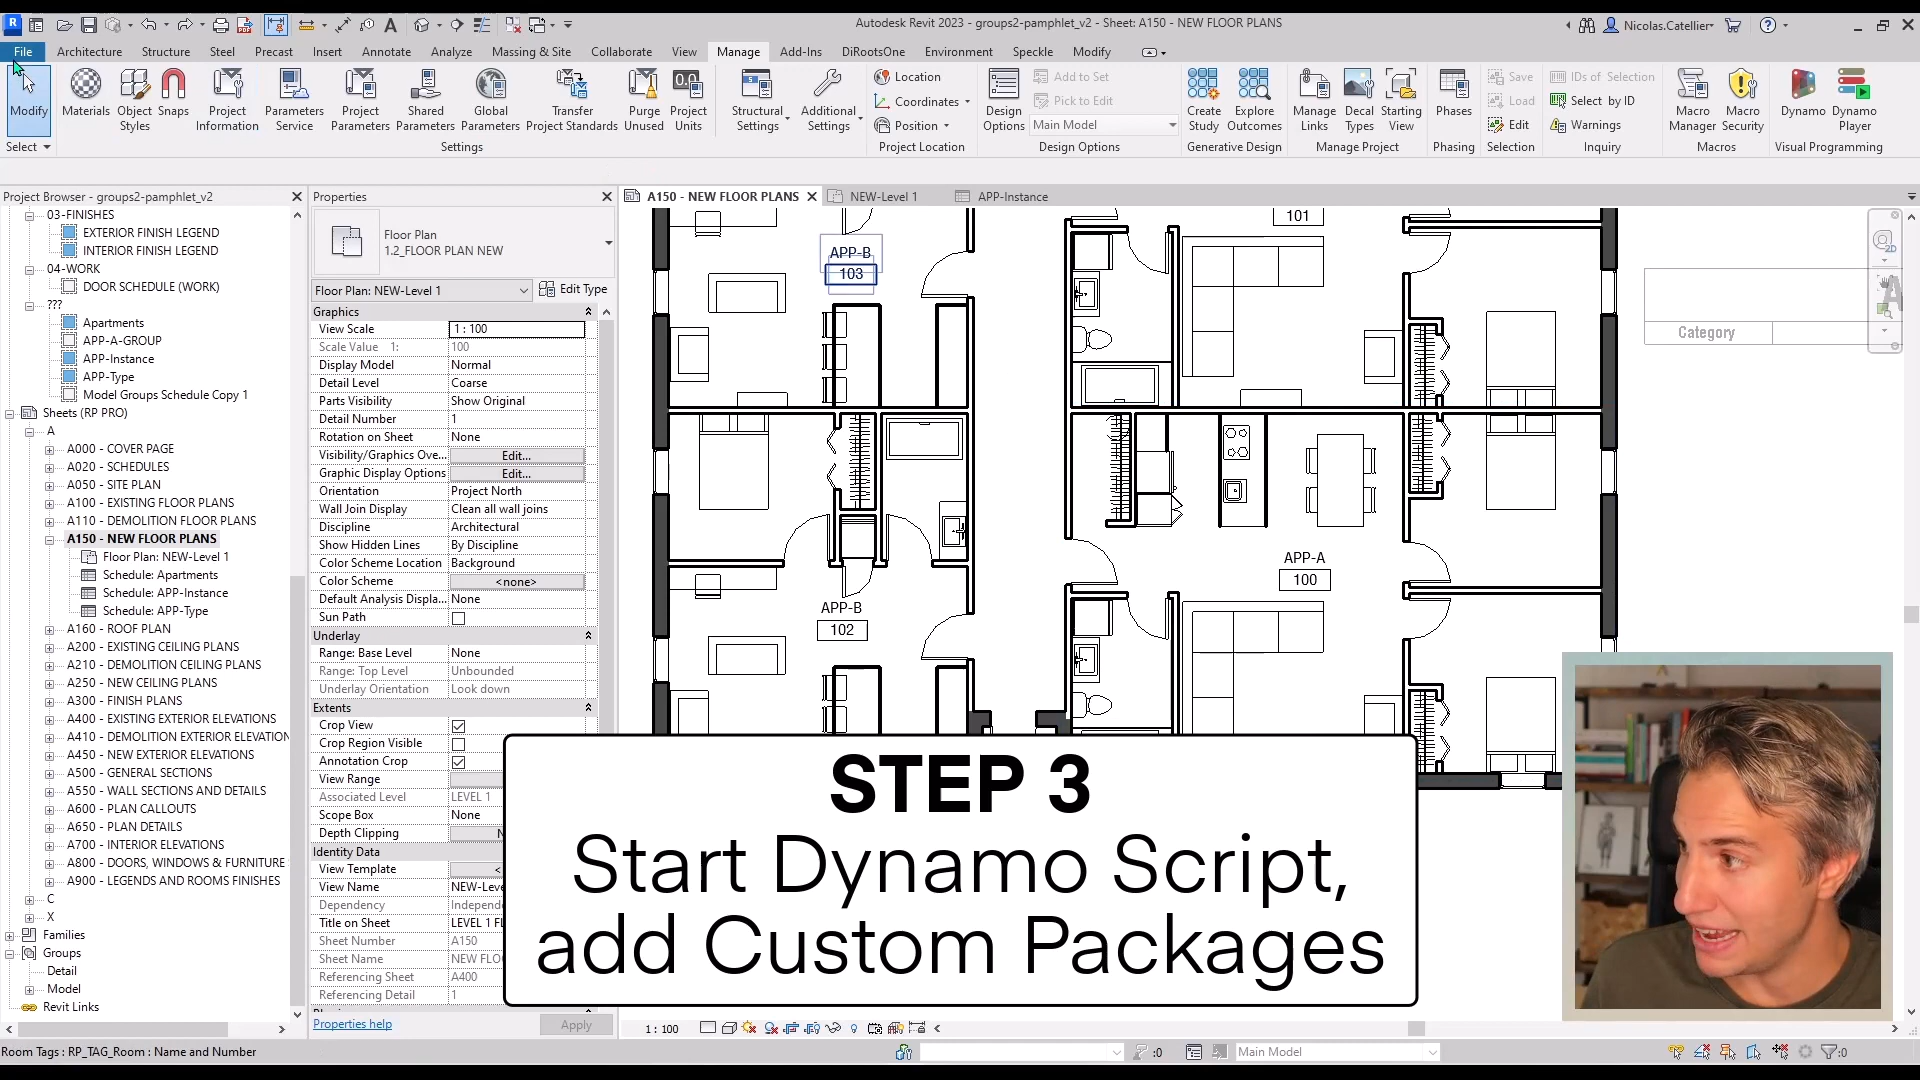 Autodesk Revit 2023 - groups2-pamphlet_v2 - Sheet: A150 - NEW FLOOR PLANS
Nicolas.Catellier
File Architecture Structure Steel Precast Insert Annotate Analyze Massing & Site Collaborate View Manage Add-Ins DiRootsOne Environment Speckle Modify
Modify
Materials
Object Styles
Snaps
Project Information
Parameters Service
Project Parameters
Shared Parameters
Global Parameters
Transfer Project Standards
Purge Unused
Project Units
Structural Settings
Additional Settings
Location
Coordinates
Position
Design Options
Add to Set
Pick to Edit
Main Model
Create Study
Explore Outcomes
Manage Links
Decal Types
Starting View
Phases
Save
Load
Edit
IDs of Selection
Select by ID
Warnings
Macro Manager
Macro Security
Dynamo
Dynamo Player
Select
Settings
Project Location
Design Options
Generative Design
Manage Project
Phasing
Selection
Inquiry
Macros
Visual Programming
Project Browser - groups2-pamphlet_v2
03-FINISHES
EXTERIOR FINISH LEGEND
INTERIOR FINISH LEGEND
04-WORK
DOOR SCHEDULE (WORK)
???
Apartments
APP-A-GROUP
APP-Instance
APP-Type
Model Groups Schedule Copy 1
Sheets (RP PRO)
A
A000 - COVER PAGE
A020 - SCHEDULES
A050 - SITE PLAN
A100 - EXISTING FLOOR PLANS
A110 - DEMOLITION FLOOR PLANS
A150 - NEW FLOOR PLANS
Floor Plan: NEW-Level 1
Schedule: Apartments
Schedule: APP-Instance
Schedule: APP-Type
A160 - ROOF PLAN
A200 - EXISTING CEILING PLANS
A210 - DEMOLITION CEILING PLANS
A250 - NEW CEILING PLANS
A300 - FINISH PLANS
A400 - EXISTING EXTERIOR ELEVATIONS
A410 - DEMOLITION EXTERIOR ELEVATION
A450 - NEW EXTERIOR ELEVATIONS
A500 - GENERAL SECTIONS
A550 - WALL SECTIONS AND DETAILS
A600 - PLAN CALLOUTS
A650 - PLAN DETAILS
A700 - INTERIOR ELEVATIONS
A800 - DOORS, WINDOWS & FURNITURE
A900 - LEGENDS AND ROOMS FINISHES
C
X
Families
Groups
Detail
Model
Revit Links
Properties
Floor Plan
1.2_FLOOR PLAN NEW
Floor Plan: NEW-Level 1
Edit Type
Graphics
View Scale 1 : 100
Scale Value 1: 100
Display Model Normal
Detail Level Coarse
Parts Visibility Show Original
Detail Number 1
Rotation on Sheet None
Visibility/Graphics Ove... Edit...
Graphic Display Options Edit...
Orientation Project North
Wall Join Display Clean all wall joins
Discipline Architectural
Show Hidden Lines By Discipline
Color Scheme Location Background
Color Scheme <none>
Default Analysis Displa... None
Sun Path
Underlay
Range: Base Level None
Range: Top Level Unbounded
Underlay Orientation Look down
Extents
Crop View
Crop Region Visible
Annotation Crop
View Range
Associated Level LEVEL 1
Scope Box None
Depth Clipping N
Identity Data
View Template <
View Name NEW-Leve
Dependency Independe
Title on Sheet LEVEL 1 FL
Sheet Number A150
Sheet Name NEW FLOO
Referencing Sheet A400
Referencing Detail 1
Properties help
Apply
A150 - NEW FLOOR PLANS
NEW-Level 1
APP-Instance
101
APP-B
103
APP-A
100
APP-B
102
Category
2D
STEP 3
Start Dynamo Script,
add Custom Packages
1 : 100
Room Tags : RP_TAG_Room : Name and Number
:0
Main Model
:0